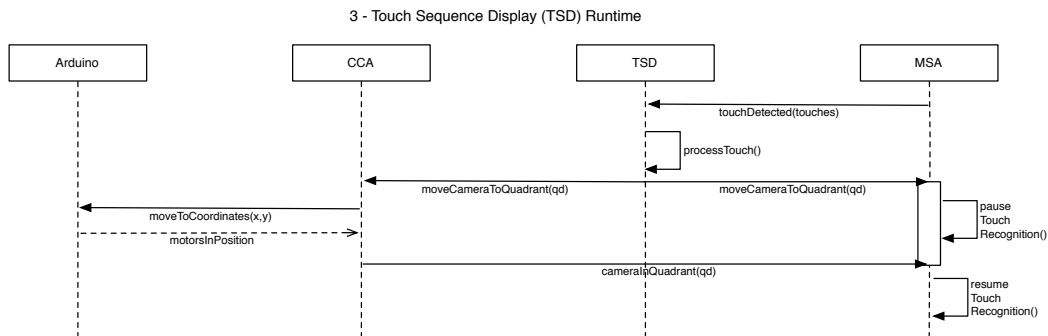 3 - Touch Sequence Display (TSD) Runtime
Arduino
CCA
TSD
MSA
touchDetected(touches)
processTouch()
moveCameraToQuadrant(qd)
moveCameraToQuadrant(qd)
pause
Touch
Recognition()
moveToCoordinates(x,y)
motorsInPosition
cameraInQuadrant(qd)
resume
Touch
Recognition()